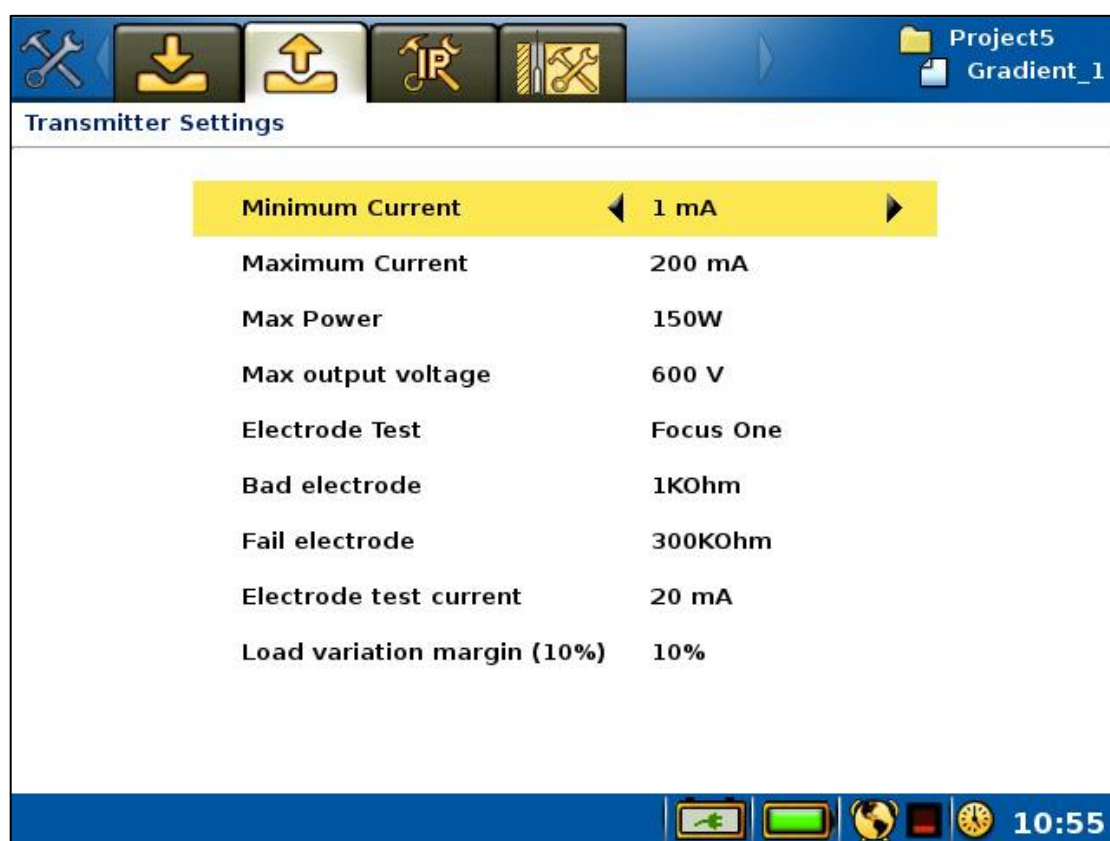 IR
Project5
Gradient_1
Transmitter Settings
Minimum Current 1 mA
Maximum Current 200 mA
Max Power 150W
Max output voltage 600 V
Electrode Test Focus One
Bad electrode 1KOhm
Fail electrode 300KOhm
Electrode test current 20 mA
Load variation margin (10%) 10%
10:55